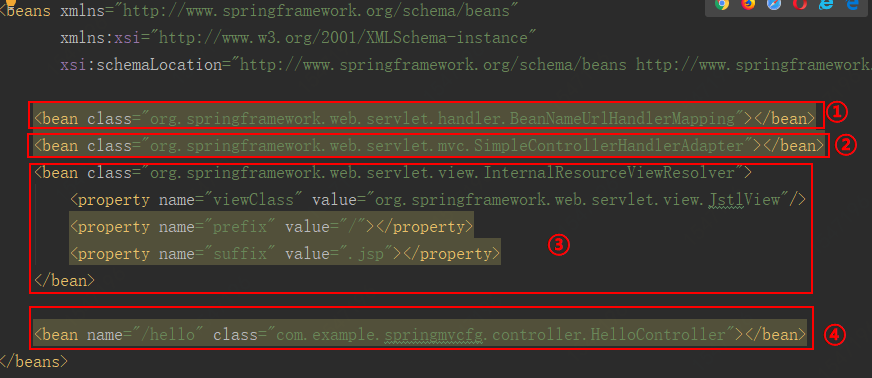 <beans xmlns="http://www.springframework.org/schema/beans"
xmlns:xsi="http://www.w3.org/2001/XMLSchema-instance"
xsi:schemaLocation="http://www.springframework.org/schema/beans http://www.springframework.
<bean class="org.springframework.web.servlet.handler.BeanNameUrlHandlerMapping"></bean> ①
<bean class="org.springframework.web.servlet.mvc.SimpleControllerHandlerAdapter"></bean> ②
<bean class="org.springframework.web.servlet.view.InternalResourceViewResolver">
<property name="viewClass" value="org.springframework.web.servlet.view.JstlView"/>
<property name="prefix" value="/"></property>
<property name="suffix" value=".jsp"></property> ③
</bean>
<bean name="/hello" class="com.example.springmvcfg.controller.HelloController"></bean> ④
</beans>